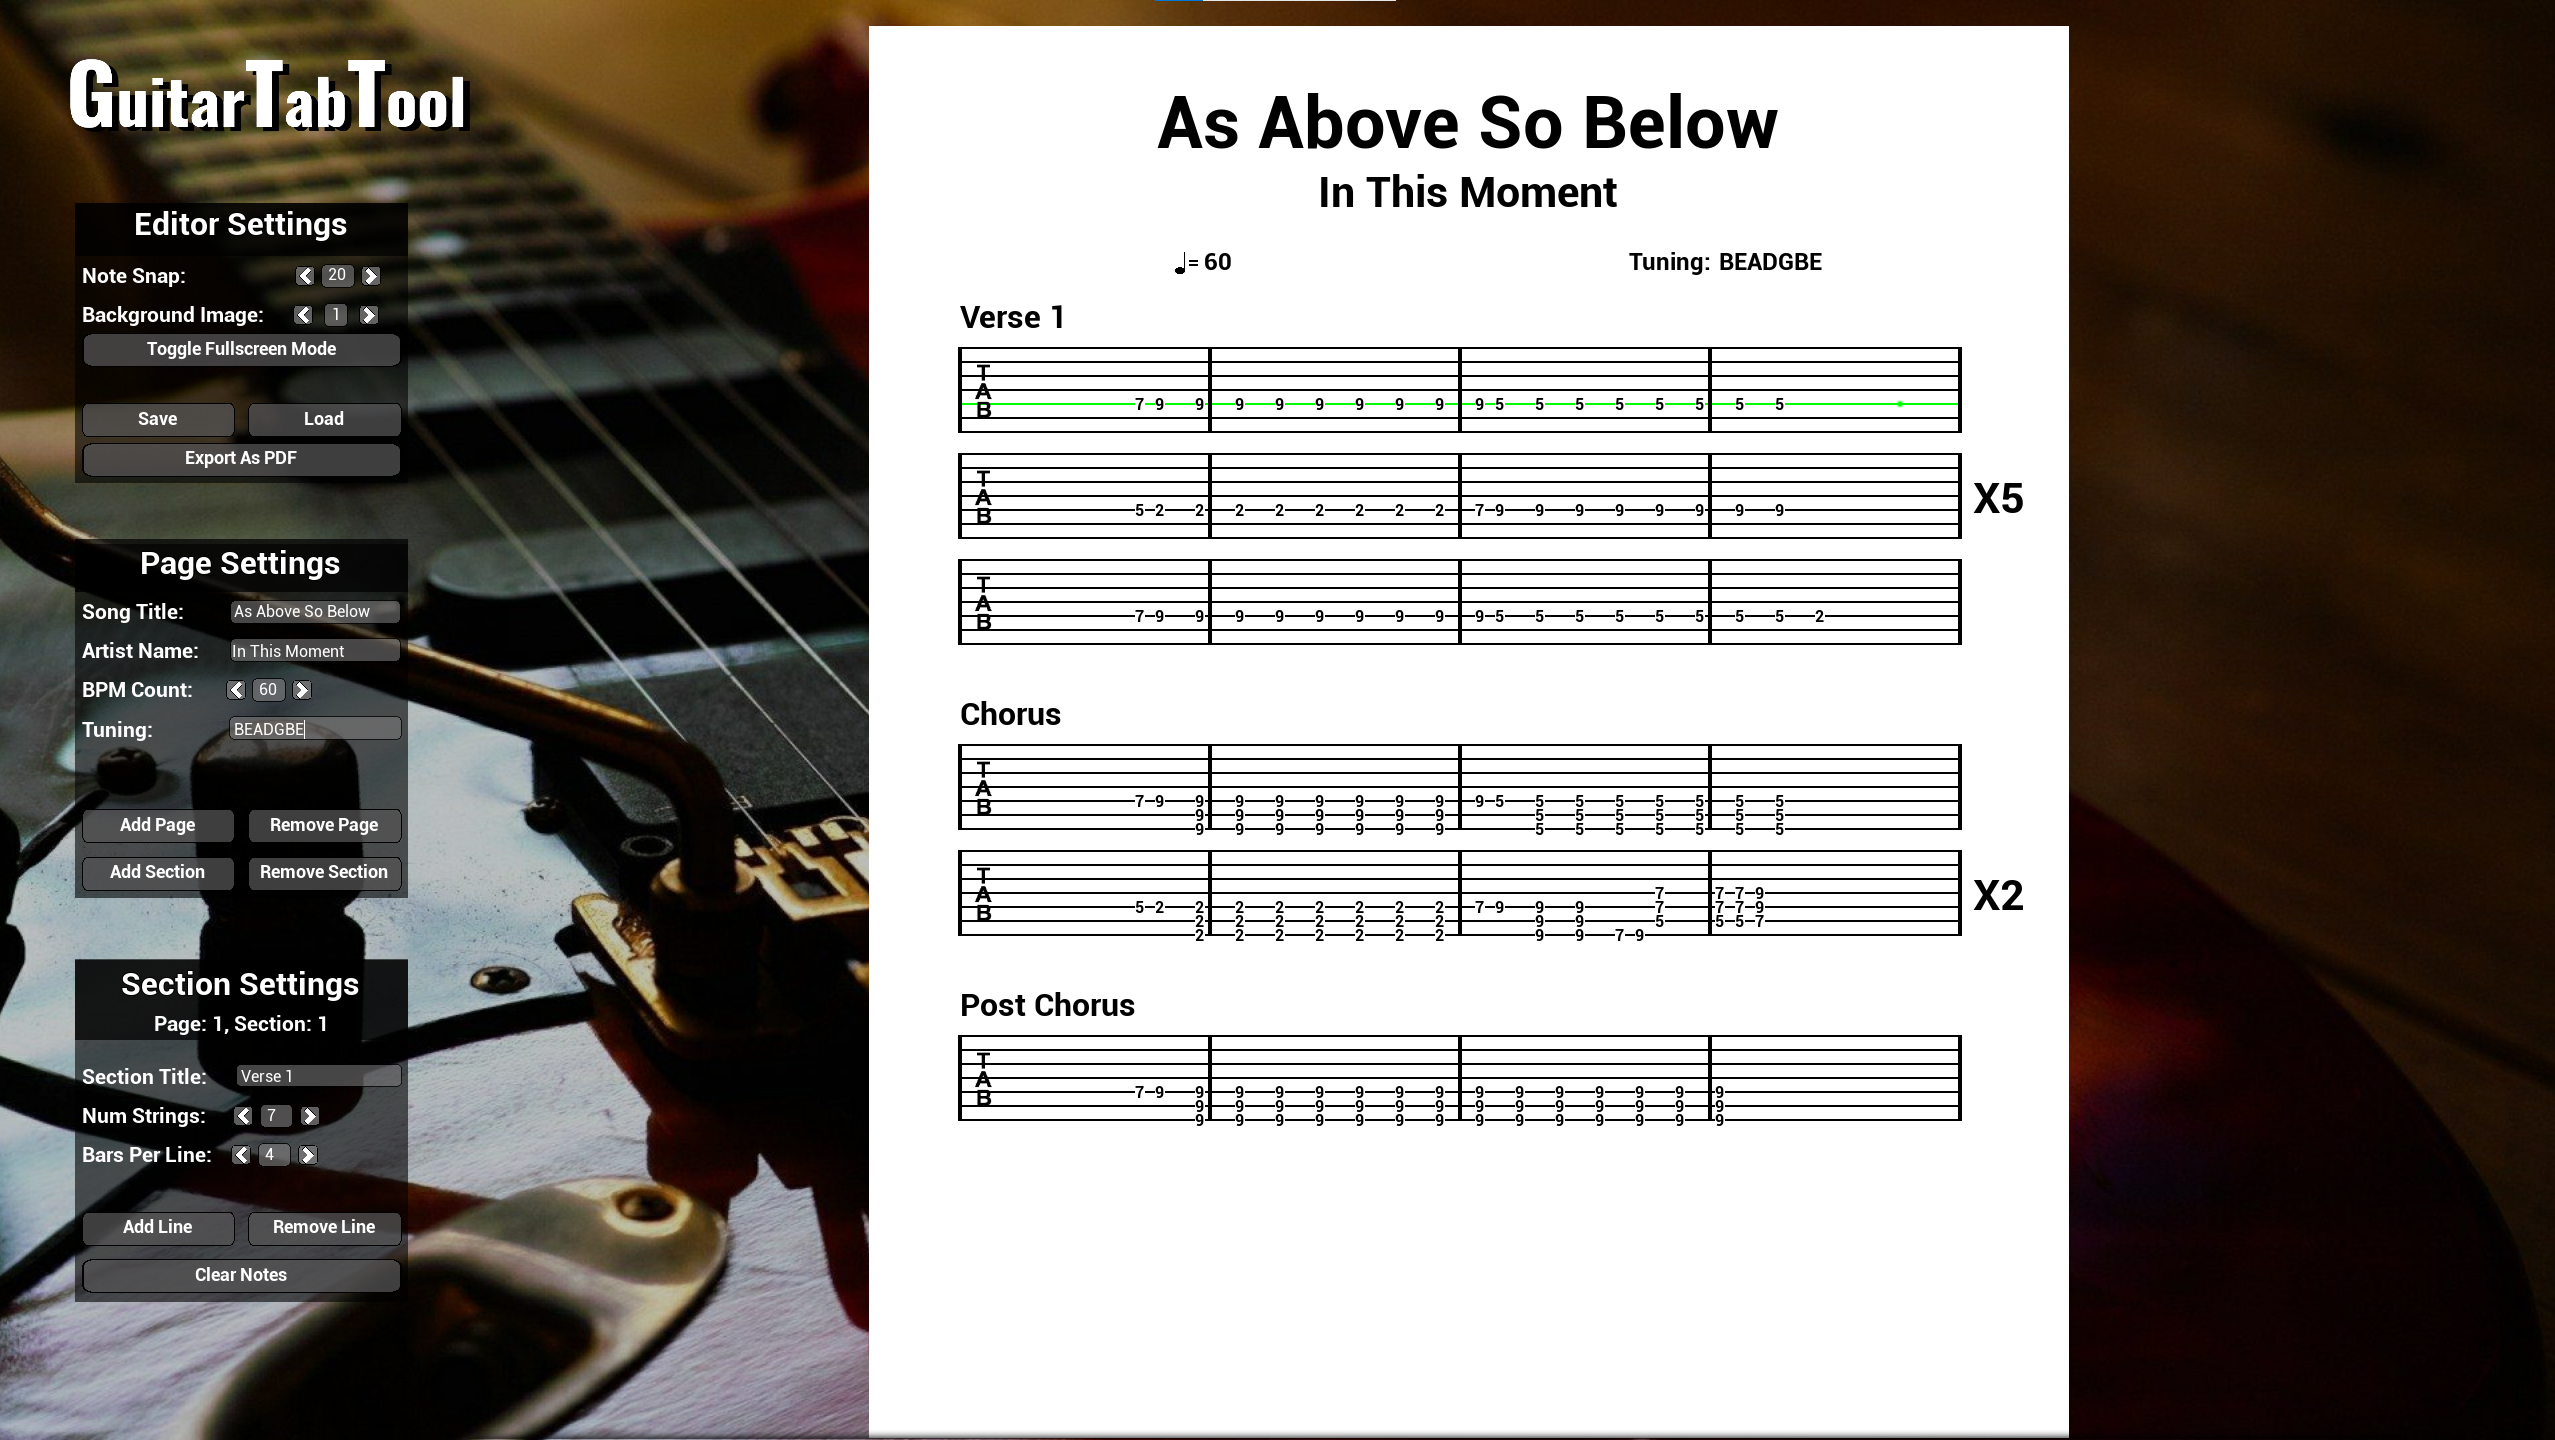 GuitarTabTool
Editor Settings
Note Snap: 20
Background Image: 1
Toggle Fullscreen Mode
Save Load
Export As PDF
Page Settings
Song Title: As Above So Below
Artist Name: In This Moment
BPM Count: 60
Tuning: BEADGBE
Add Page Remove Page
Add Section Remove Section
Section Settings
Page: 1, Section: 1
Section Title: Verse 1
Num Strings: 7
Bars Per Line: 4
Add Line Remove Line
Clear Notes
As Above So Below
In This Moment
♩= 60 Tuning: BEADGBE
Verse 1
TAB
7 9 9 9 9 9 9 9 9 9 5 5 5 5 5 5 5 5
TAB
5 2 2 2 2 2 2 2 2 7 9 9 9 9 9 9 9 9
X5
TAB
7 9 9 9 9 9 9 9 9 9 5 5 5 5 5 5 5 5 2
Chorus
TAB
7 9 9 9 9 9 9 9 9 9 5 5 5 5 5 5 5 5
9 9 9 9 9 9 9 5 5 5 5 5 5 5
9 9 9 9 9 9 9 5 5 5 5 5 5 5
TAB
7 7 7 9
5 2 2 2 2 2 2 2 2 7 9 9 9 7 7 7 9
2 2 2 2 2 2 2 9 9 5 5 5 7
2 2 2 2 2 2 2 9 9 7 9
X2
Post Chorus
TAB
7 9 9 9 9 9 9 9 9 9 9 9 9 9 9 9
9 9 9 9 9 9 9 9 9 9 9 9 9 9
9 9 9 9 9 9 9 9 9 9 9 9 9 9